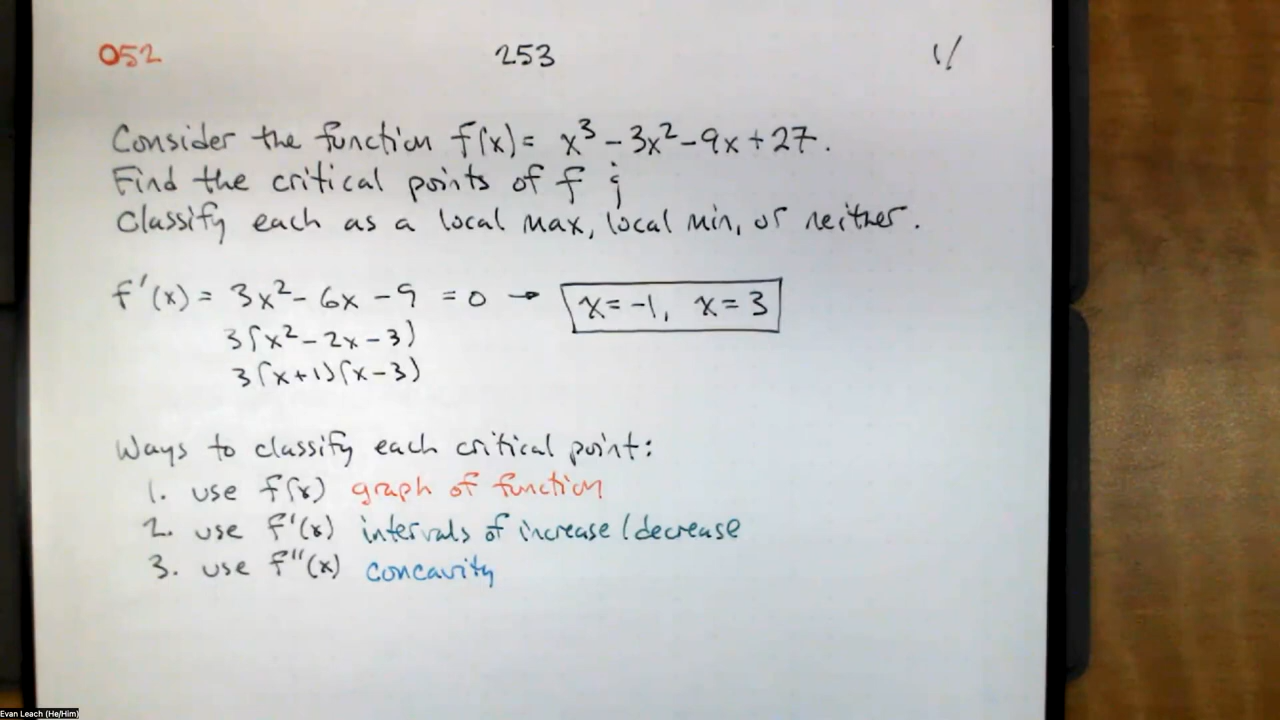 052 253 1/
Consider the function f(x) = x³ - 3x² - 9x + 27.
Find the critical points of f &
Classify each as a local max, local min, or neither.
f'(x) = 3x² - 6x - 9 = 0 → x = -1, x = 3
3(x² - 2x - 3)
3(x+1)(x-3)
Ways to classify each critical point:
1. use f(x) graph of function
2. use f'(x) intervals of increase/decrease
3. use f''(x) concavity
Evan Leach (He/Him)